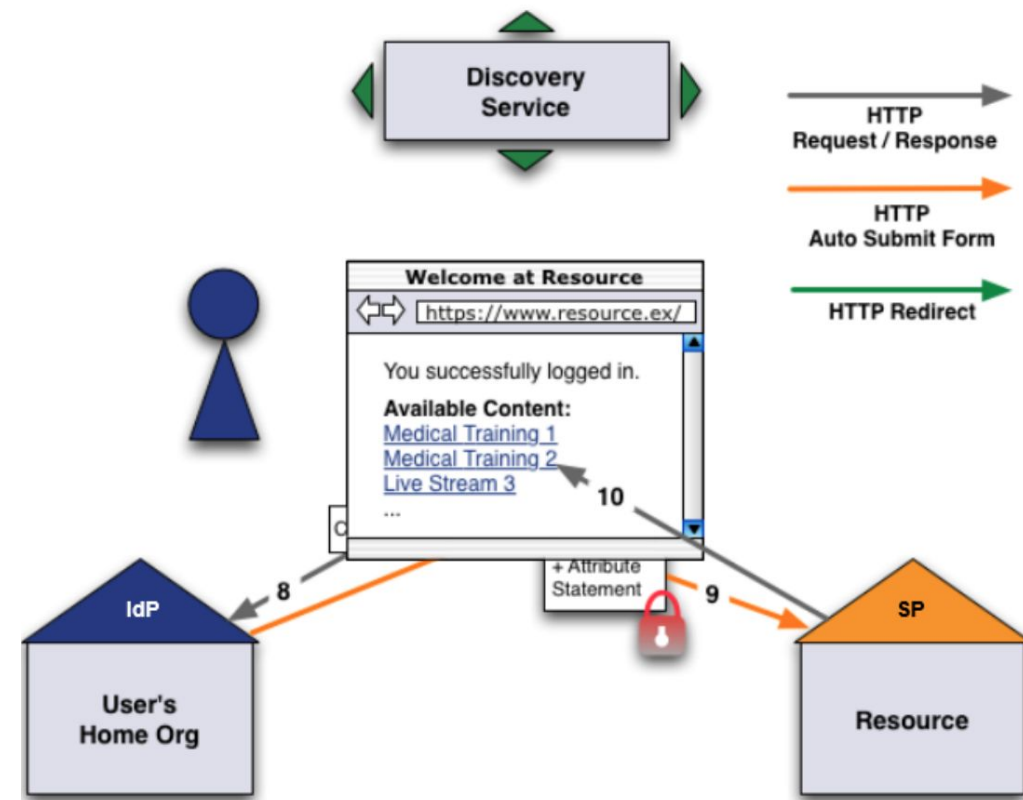 Discovery
Service
HTTP
Request / Response
HTTP
Auto Submit Form
HTTP Redirect
Welcome at Resource
https://www.resource.ex/
You successfully logged in.
Available Content:
Medical Training 1
Medical Training 2
Live Stream 3
...
10
C
+ Attribute
Statement
8
9
IdP
SP
User's
Home Org
Resource